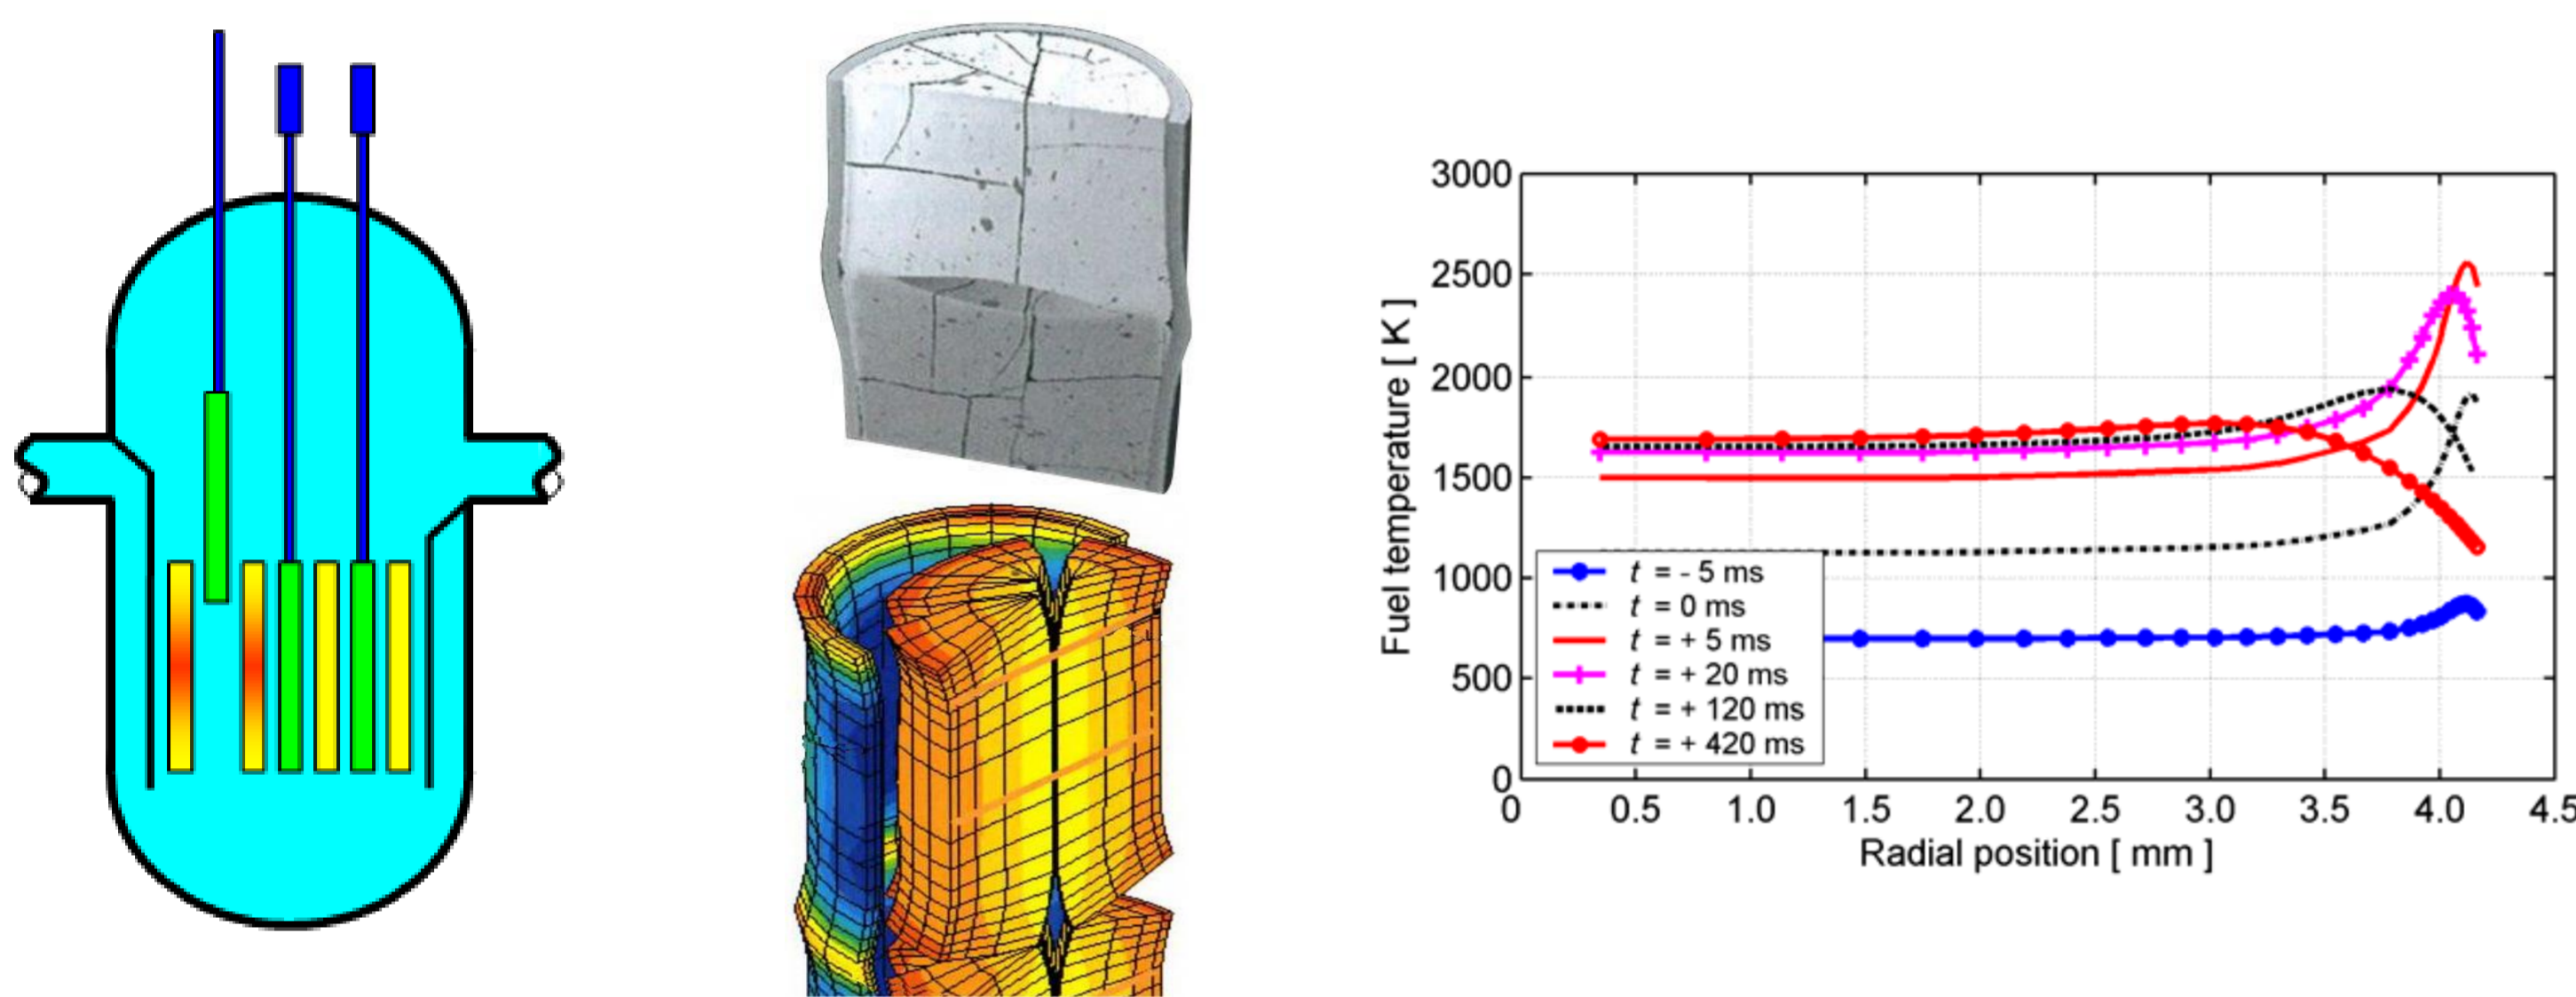 3000
2500
2000
1500
1000
500
0
Fuel temperature [ K ]
t = - 5 ms
t = 0 ms
t = + 5 ms
t = + 20 ms
t = + 120 ms
t = + 420 ms
0 0.5 1.0 1.5 2.0 2.5 3.0 3.5 4.0 4.5
Radial position [ mm ]